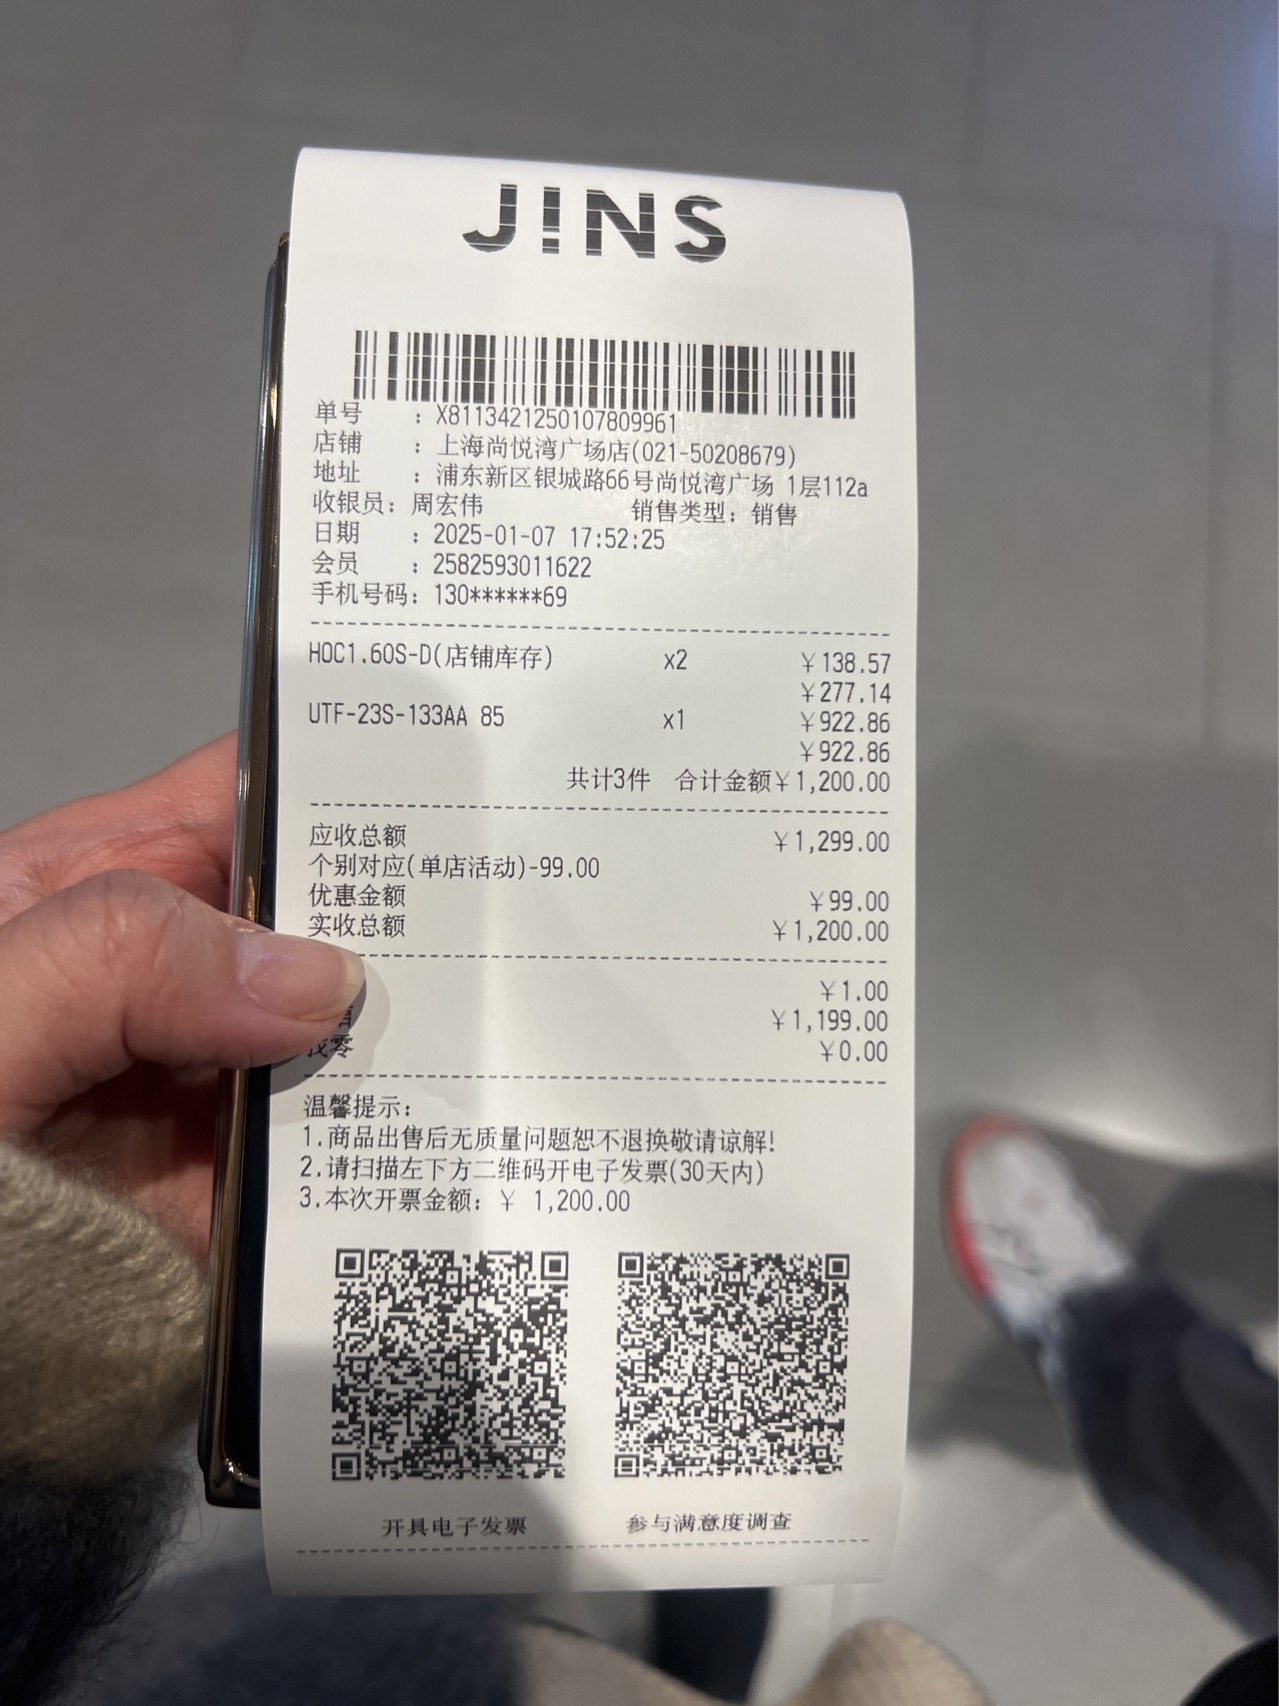 JINS
单号 : X8113421250107809961
店铺 : 上海尚悦湾广场店(021-50208679)
地址 : 浦东新区银城路66号尚悦湾广场 1层112a
收银员: 周宏伟 销售类型: 销售
日期 : 2025-01-07 17:52:25
会员 : 2582593011622
手机号码: 130******69
HOC1.60S-D(店铺库存) x2 ￥138.57
￥277.14
UTF-23S-133AA 85 x1 ￥922.86
￥922.86
共计3件 合计金额￥1,200.00
应收总额 ￥1,299.00
个别对应(单店活动)-99.00
优惠金额 ￥99.00
实收总额 ￥1,200.00
￥1.00
￥1,199.00
找零 ￥0.00
温馨提示:
1.商品出售后无质量问题恕不退换敬请谅解!
2.请扫描左下方二维码开电子发票(30天内)
3.本次开票金额: ￥ 1,200.00
开具电子发票 参与满意度调查